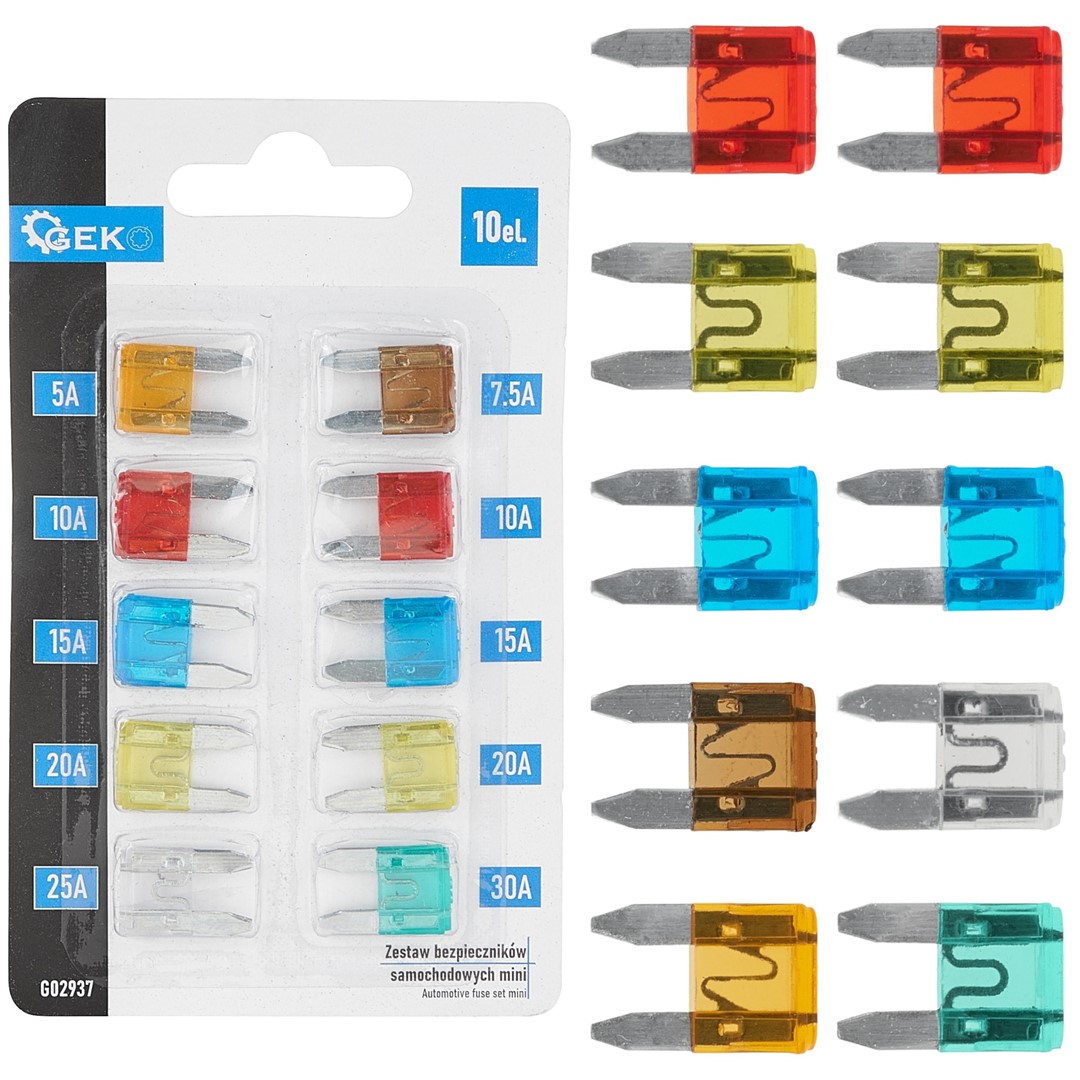 GEKO
10el.
5A
7.5A
10A
10A
15A
15A
20A
20A
25A
30A
Zestaw bezpieczników
samochodowych mini
Automotive fuse set mini
G02937